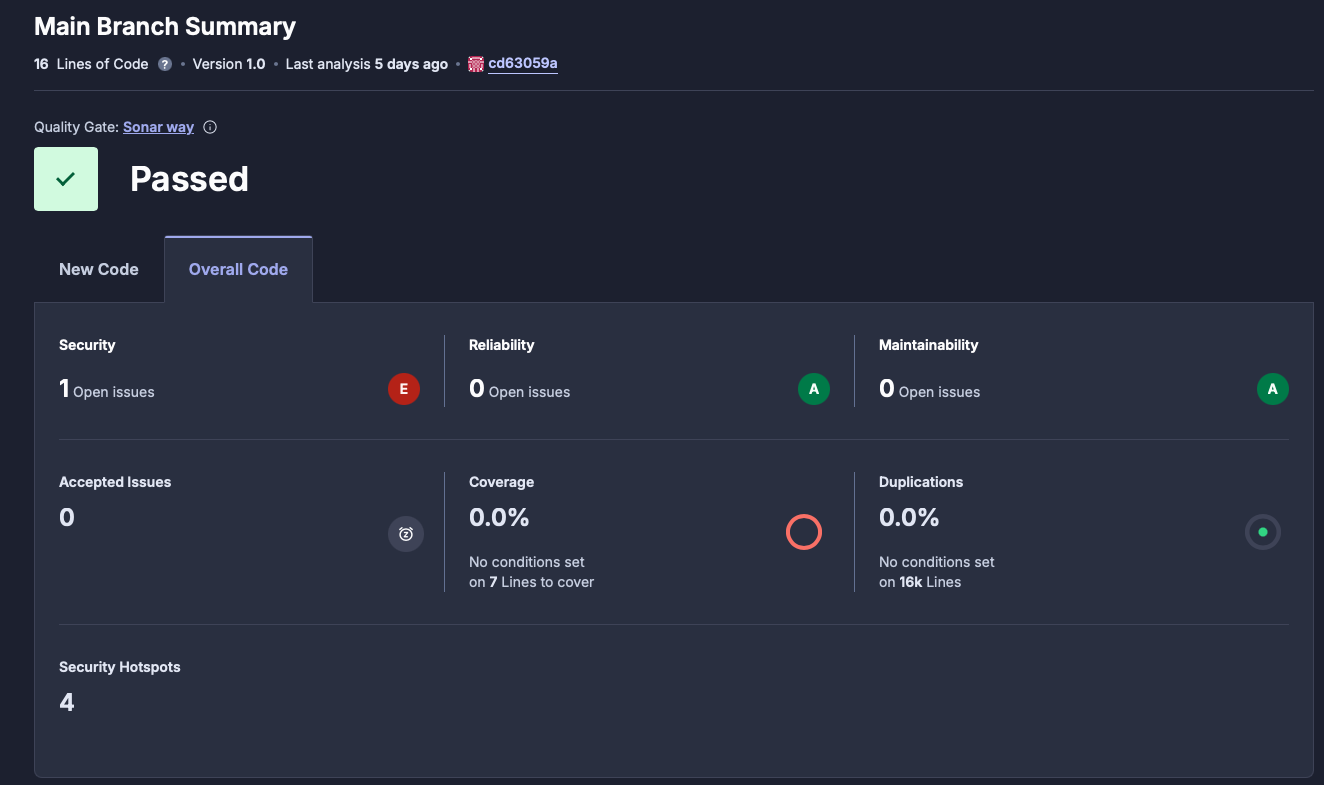 Main Branch Summary
16 Lines of Code ? • Version 1.0 • Last analysis 5 days ago • cd63059a
Quality Gate: Sonar way
Passed
New Code
Overall Code
Security
1 Open issues
E
Reliability
0 Open issues
A
Maintainability
0 Open issues
A
Accepted Issues
0
Coverage
0.0%
No conditions set
on 7 Lines to cover
Duplications
0.0%
No conditions set
on 16k Lines
Security Hotspots
4